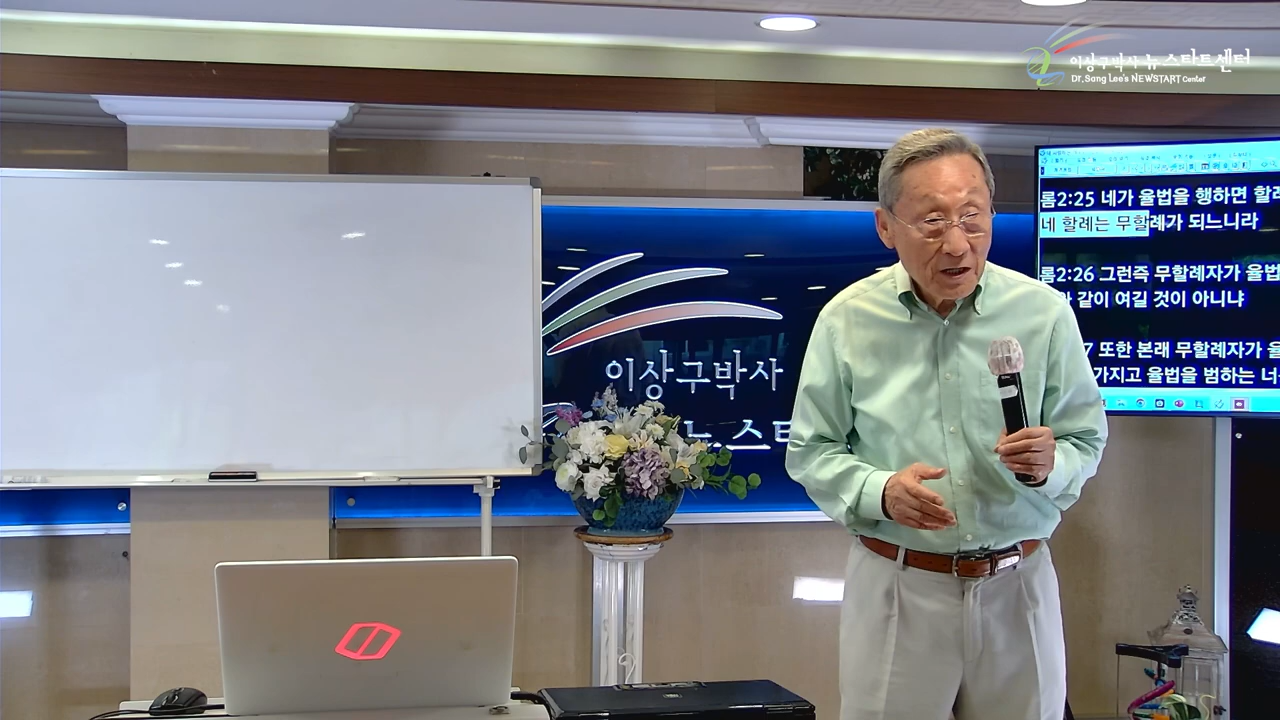 이상구박사 뉴스타트센터
Dr. Sang Lee's NEWSTART Center
롬2:25 네가 율법을 행하면 할례
네 할례는 무할례가 되느니라
롬2:26 그런즉 무할례자가 율법
같이 여길 것이 아니냐
또한 본래 무할례자가 율
가지고 율법을 범하는 너
이상구박사
뉴스타